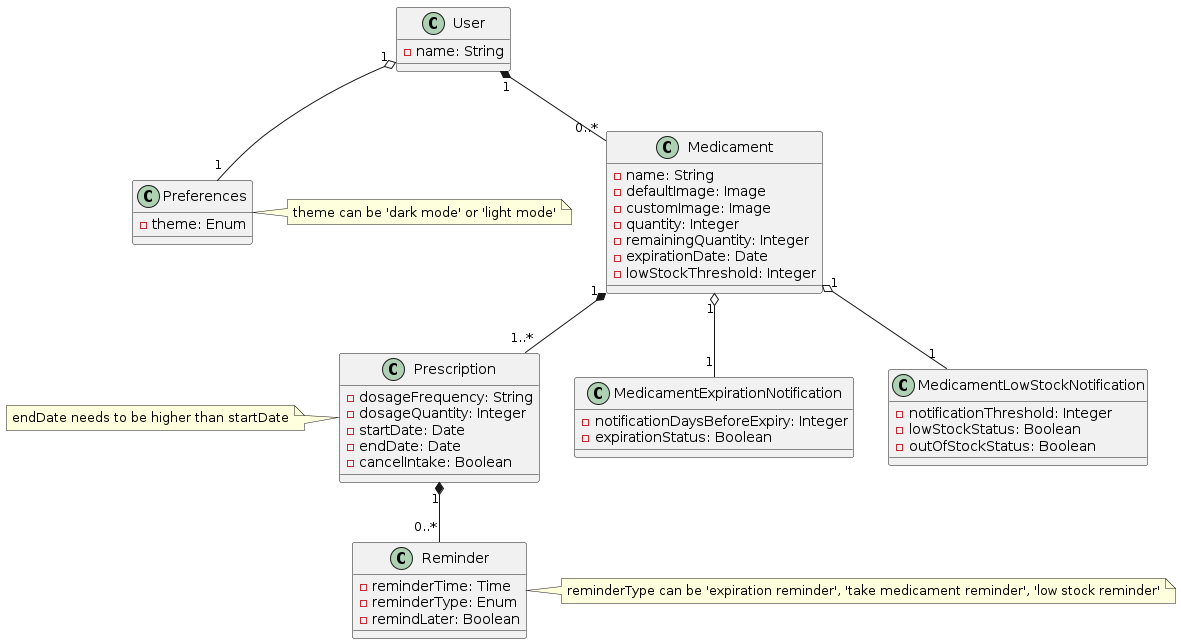 C User
name: String
1
1
0..*
1
C Medicament
name: String
defaultImage: Image
customImage: Image
quantity: Integer
remainingQuantity: Integer
expirationDate: Date
lowStockThreshold: Integer
C Preferences
theme: Enum
theme can be 'dark mode' or 'light mode'
1
1
1
1..*
1
1
C Prescription
dosageFrequency: String
dosageQuantity: Integer
startDate: Date
endDate: Date
cancelIntake: Boolean
endDate needs to be higher than startDate
C MedicamentExpirationNotification
notificationDaysBeforeExpiry: Integer
expirationStatus: Boolean
C MedicamentLowStockNotification
notificationThreshold: Integer
lowStockStatus: Boolean
outOfStockStatus: Boolean
1
0..*
C Reminder
reminderTime: Time
reminderType: Enum
remindLater: Boolean
reminderType can be 'expiration reminder', 'take medicament reminder', 'low stock reminder'